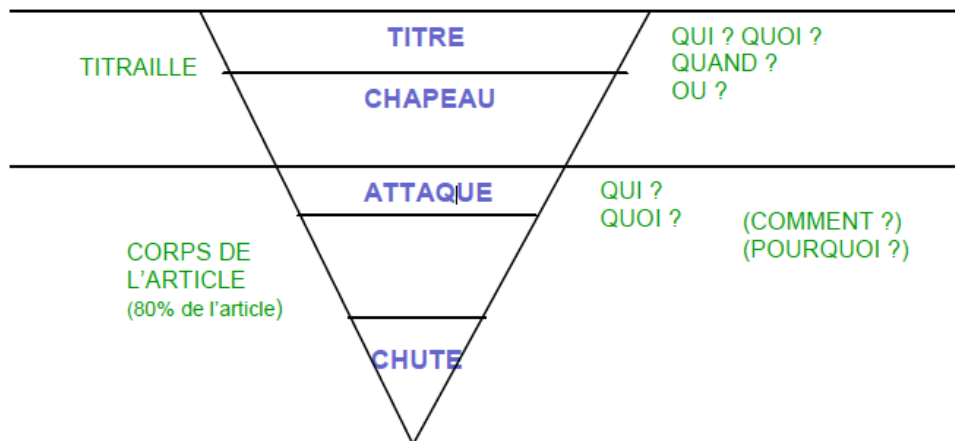 TITRE
QUI ? QUOI ?
QUAND ?
OU ?
TITRAILLE
CHAPEAU
ATTAQUE
QUI ?
QUOI ?
(COMMENT ?)
(POURQUOI ?)
CORPS DE
L'ARTICLE
(80% de l'article)
CHUTE